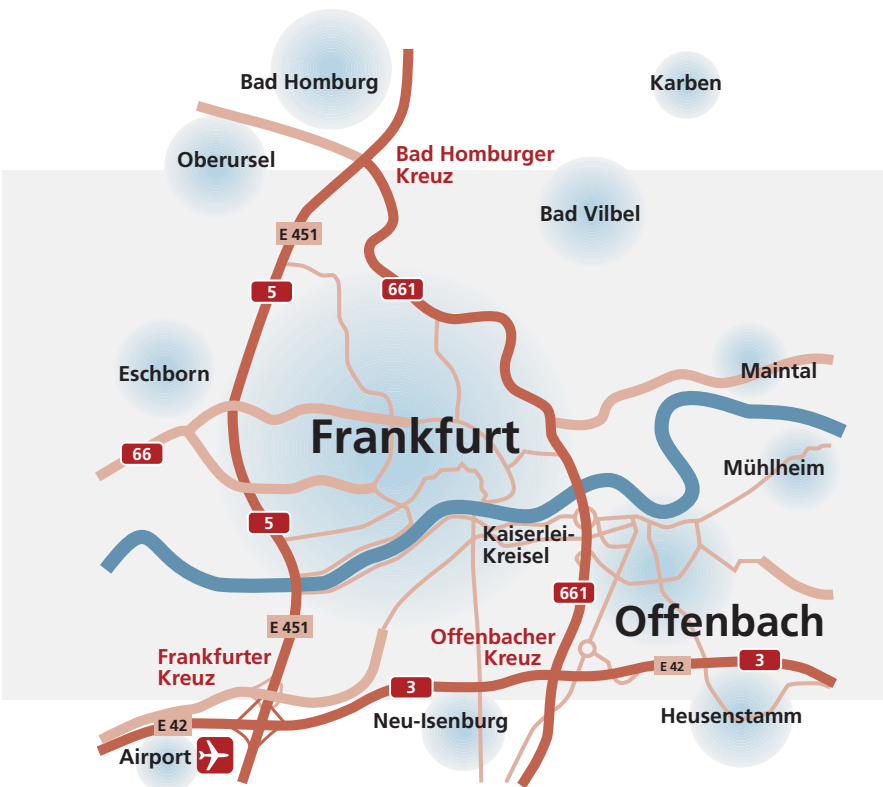 Bad Homburg
Karben
Oberursel
Bad Homburger
Kreuz
Bad Vilbel
E 451
5
661
Eschborn
Maintal
Frankfurt
66
Mühlheim
5
Kaiserlei-
Kreisel
661
E 451
Offenbach
Offenbacher
Kreuz
Frankfurter
Kreuz
E 42
3
3
Neu-Isenburg
Heusenstamm
E 42
Airport